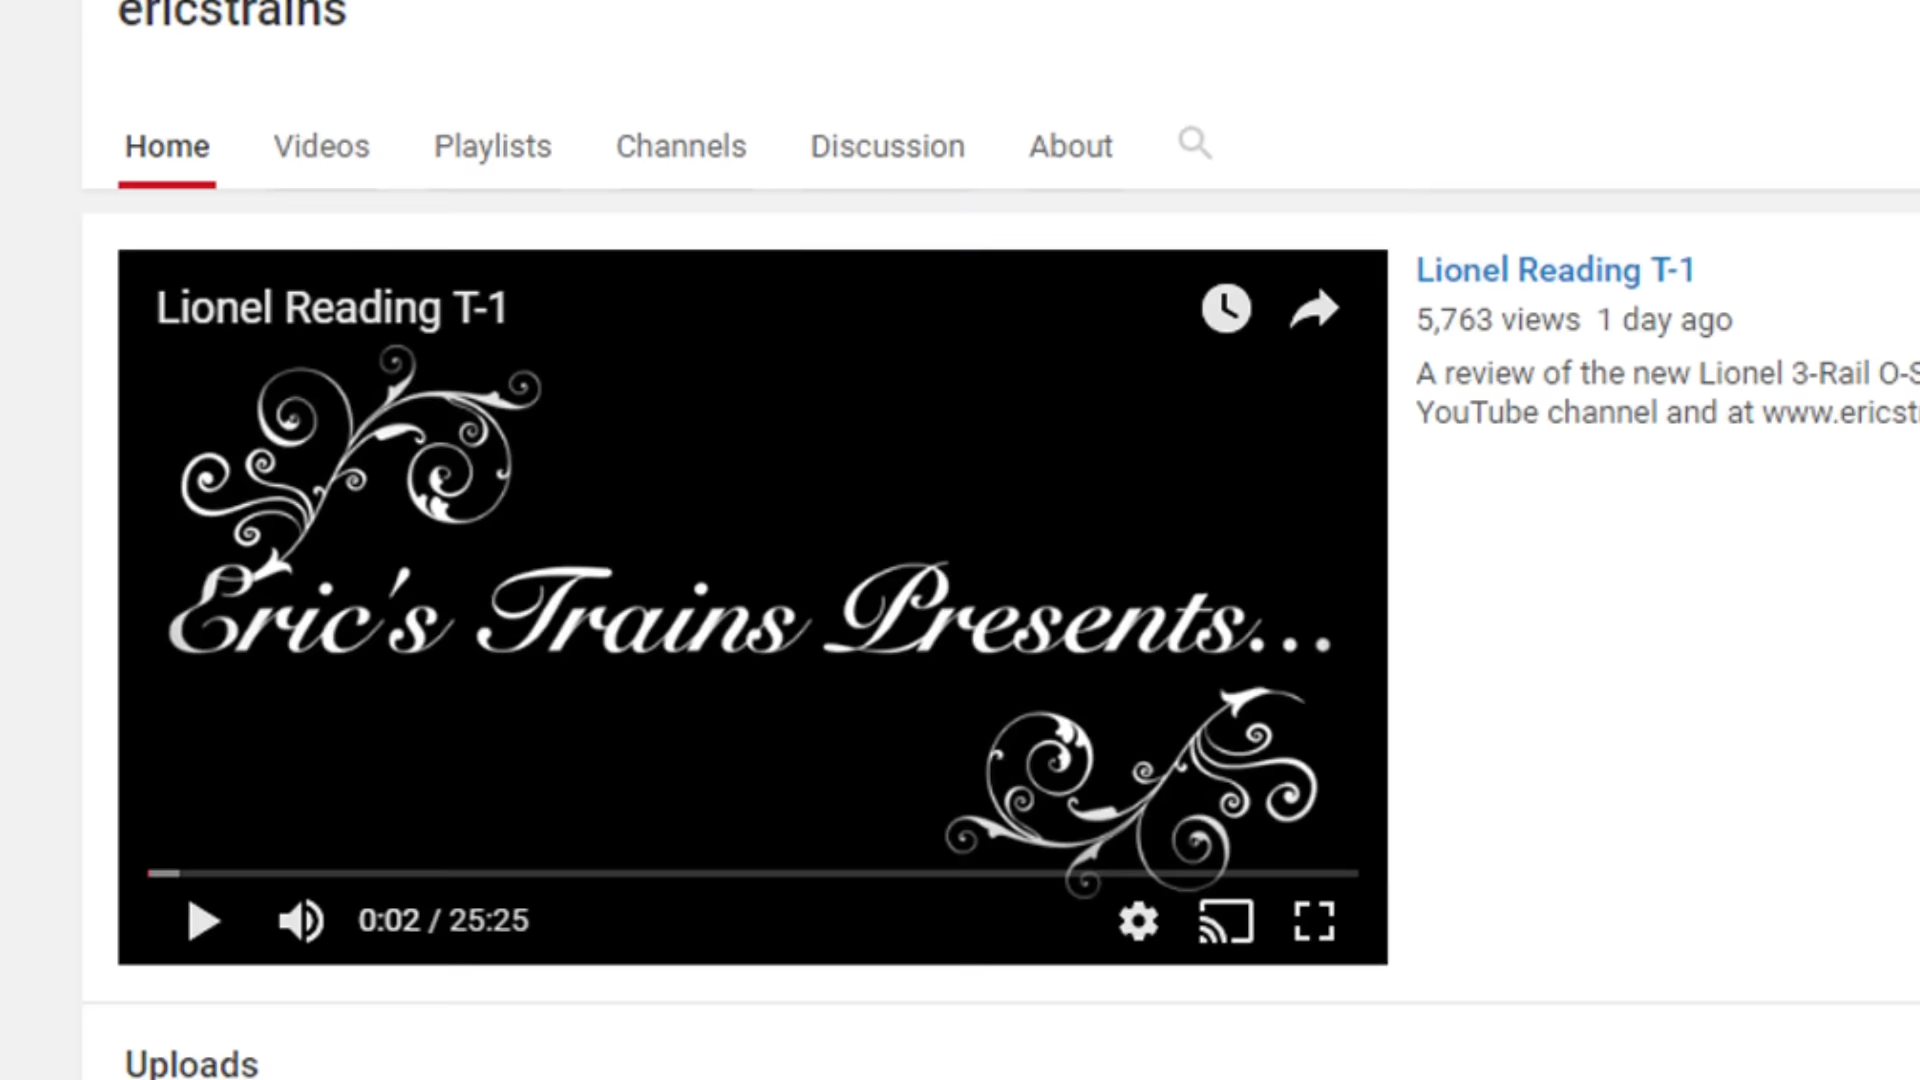 ericstrains
Home Videos Playlists Channels Discussion About
Lionel Reading T-1
Eric's Trains Presents...
0:02 / 25:25
Lionel Reading T-1
5,763 views 1 day ago
A review of the new Lionel 3-Rail O-S
YouTube channel and at www.ericst
Uploads